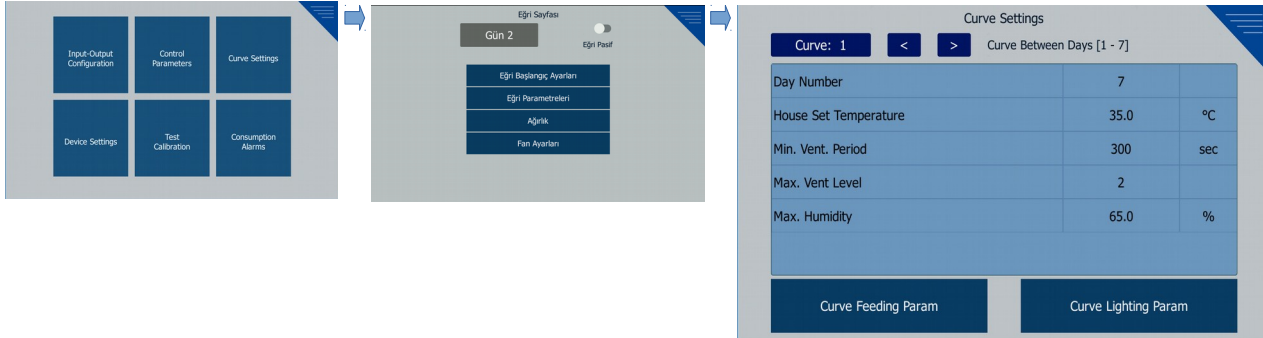 Input-Output
Configuration
Control
Parameters
Curve Settings
Device Settings
Test
Calibration
Consumption
Alarms
Eğri Sayfası
Gün 2
Eğri Pasif
Eğri Başlangıç Ayarları
Eğri Parametreleri
Ağırlık
Fan Ayarları
Curve Settings
Curve: 1 < > Curve Between Days [1 - 7]
Day Number 7
House Set Temperature 35.0 °C
Min. Vent. Period 300 sec
Max. Vent Level 2
Max. Humidity 65.0 %
Curve Feeding Param
Curve Lighting Param